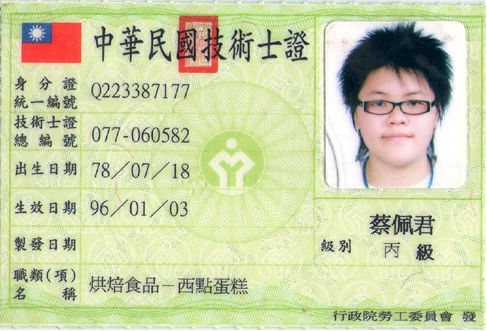 中華民國技術士證
身分證統一編號 Q223387177
技術士證總編號 077-060582
出生日期 78/07/18
生效日期 96/01/03
製發日期
職類(項)名稱 烘焙食品－西點蛋糕
蔡佩君
級別 丙 級
行政院勞工委員會 發